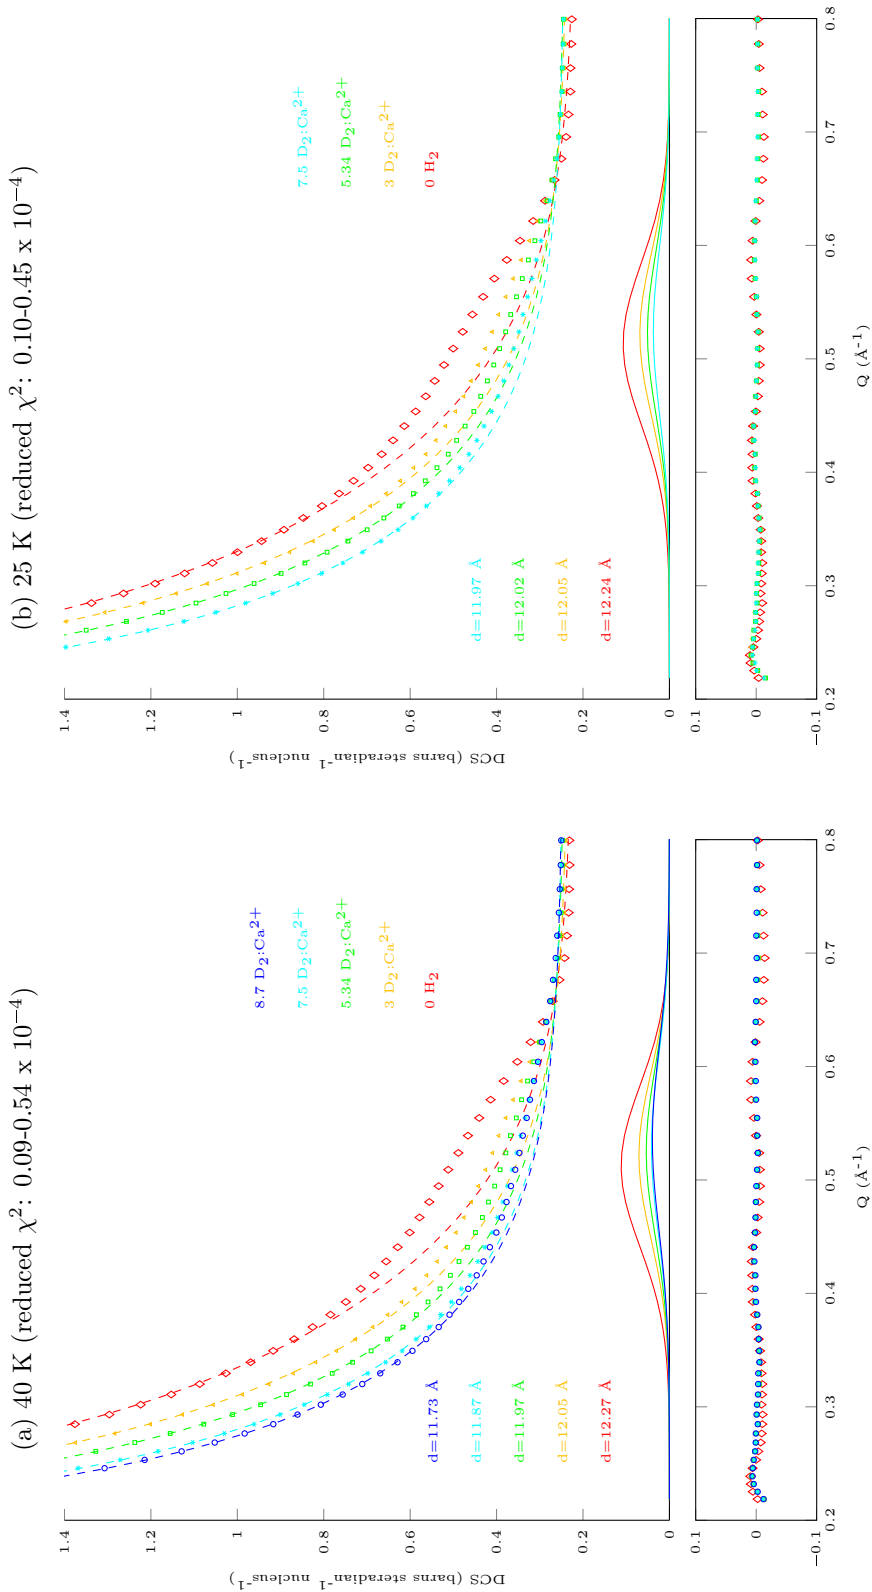 (a) 40 K (reduced χ²: 0.09-0.54 x 10⁻⁴)
DCS (barns steradian⁻¹ nucleus⁻¹)
1.4
1.2
1
0.8
0.6
0.4
0.2
0
8.7 D₂:Ca²⁺
7.5 D₂:Ca²⁺
5.34 D₂:Ca²⁺
3 D₂:Ca²⁺
0 H₂
d=11.73 Å
d=11.87 Å
d=11.97 Å
d=12.05 Å
d=12.27 Å
0.1
0
−0.1
0.2
0.3
0.4
0.5
0.6
0.7
0.8
Q (Å⁻¹)
(b) 25 K (reduced χ²: 0.10-0.45 x 10⁻⁴)
DCS (barns steradian⁻¹ nucleus⁻¹)
1.4
1.2
1
0.8
0.6
0.4
0.2
0
7.5 D₂:Ca²⁺
5.34 D₂:Ca²⁺
3 D₂:Ca²⁺
0 H₂
d=11.97 Å
d=12.02 Å
d=12.05 Å
d=12.24 Å
0.1
0
−0.1
0.2
0.3
0.4
0.5
0.6
0.7
0.8
Q (Å⁻¹)